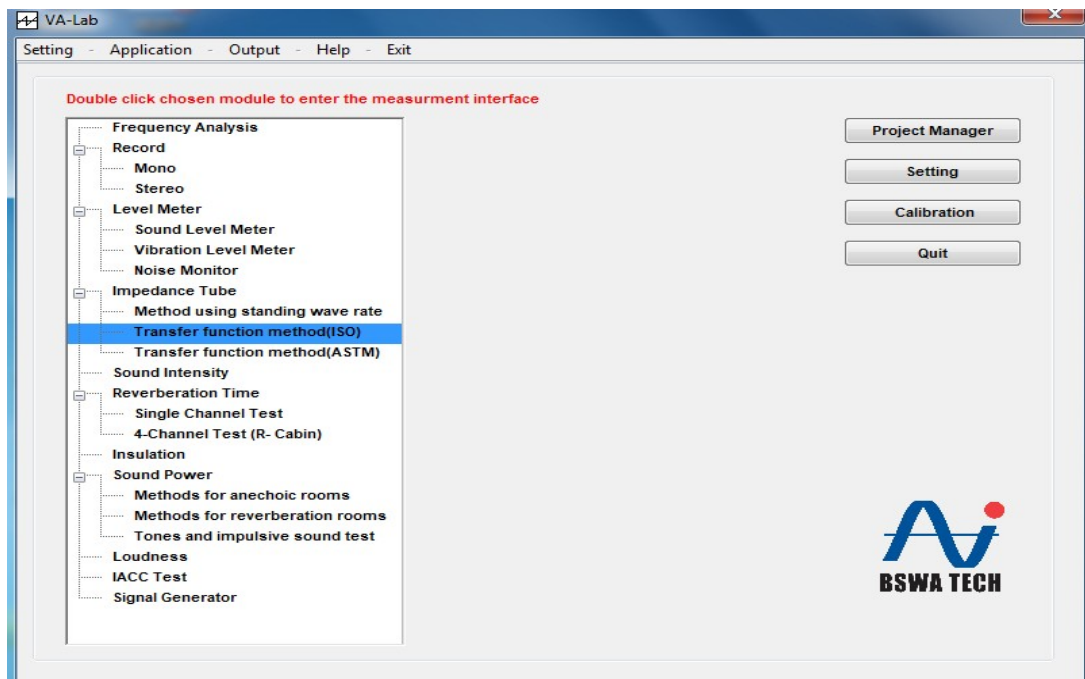 VA-Lab
Setting - Application - Output - Help - Exit
Double click chosen module to enter the measurment interface
Frequency Analysis
Record
Mono
Stereo
Level Meter
Sound Level Meter
Vibration Level Meter
Noise Monitor
Impedance Tube
Method using standing wave rate
Transfer function method(ISO)
Transfer function method(ASTM)
Sound Intensity
Reverberation Time
Single Channel Test
4-Channel Test (R- Cabin)
Insulation
Sound Power
Methods for anechoic rooms
Methods for reverberation rooms
Tones and impulsive sound test
Loudness
IACC Test
Signal Generator
Project Manager
Setting
Calibration
Quit
BSWA TECH